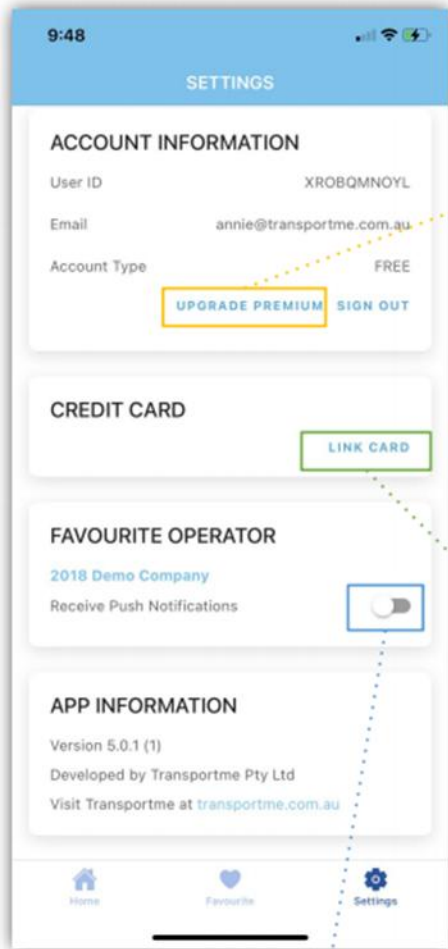 9:48
SETTINGS
ACCOUNT INFORMATION
User ID XROBQMNOYL
Email annie@transportme.com.au
Account Type FREE
UPGRADE PREMIUM SIGN OUT
CREDIT CARD
LINK CARD
FAVOURITE OPERATOR
2018 Demo Company
Receive Push Notifications
APP INFORMATION
Version 5.0.1 (1)
Developed by Transportme Pty Ltd
Visit Transportme at transportme.com.au
Home Favourite Settings